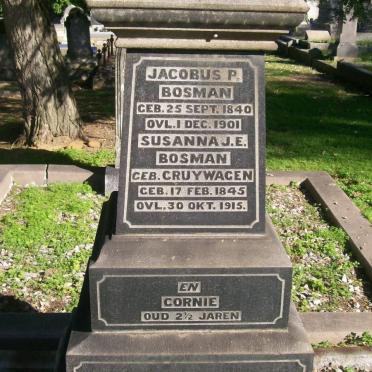 JACOBUS P.
BOSMAN
GEB. 25 SEPT. 1840
OVL. 1 DEC. 1901
SUSANNA J.E.
BOSMAN
GEB. CRUYWAGEN
GEB. 17 FEB. 1845
OVL. 30 OKT. 1915.
EN
CORNIE
OUD 2½ JAREN